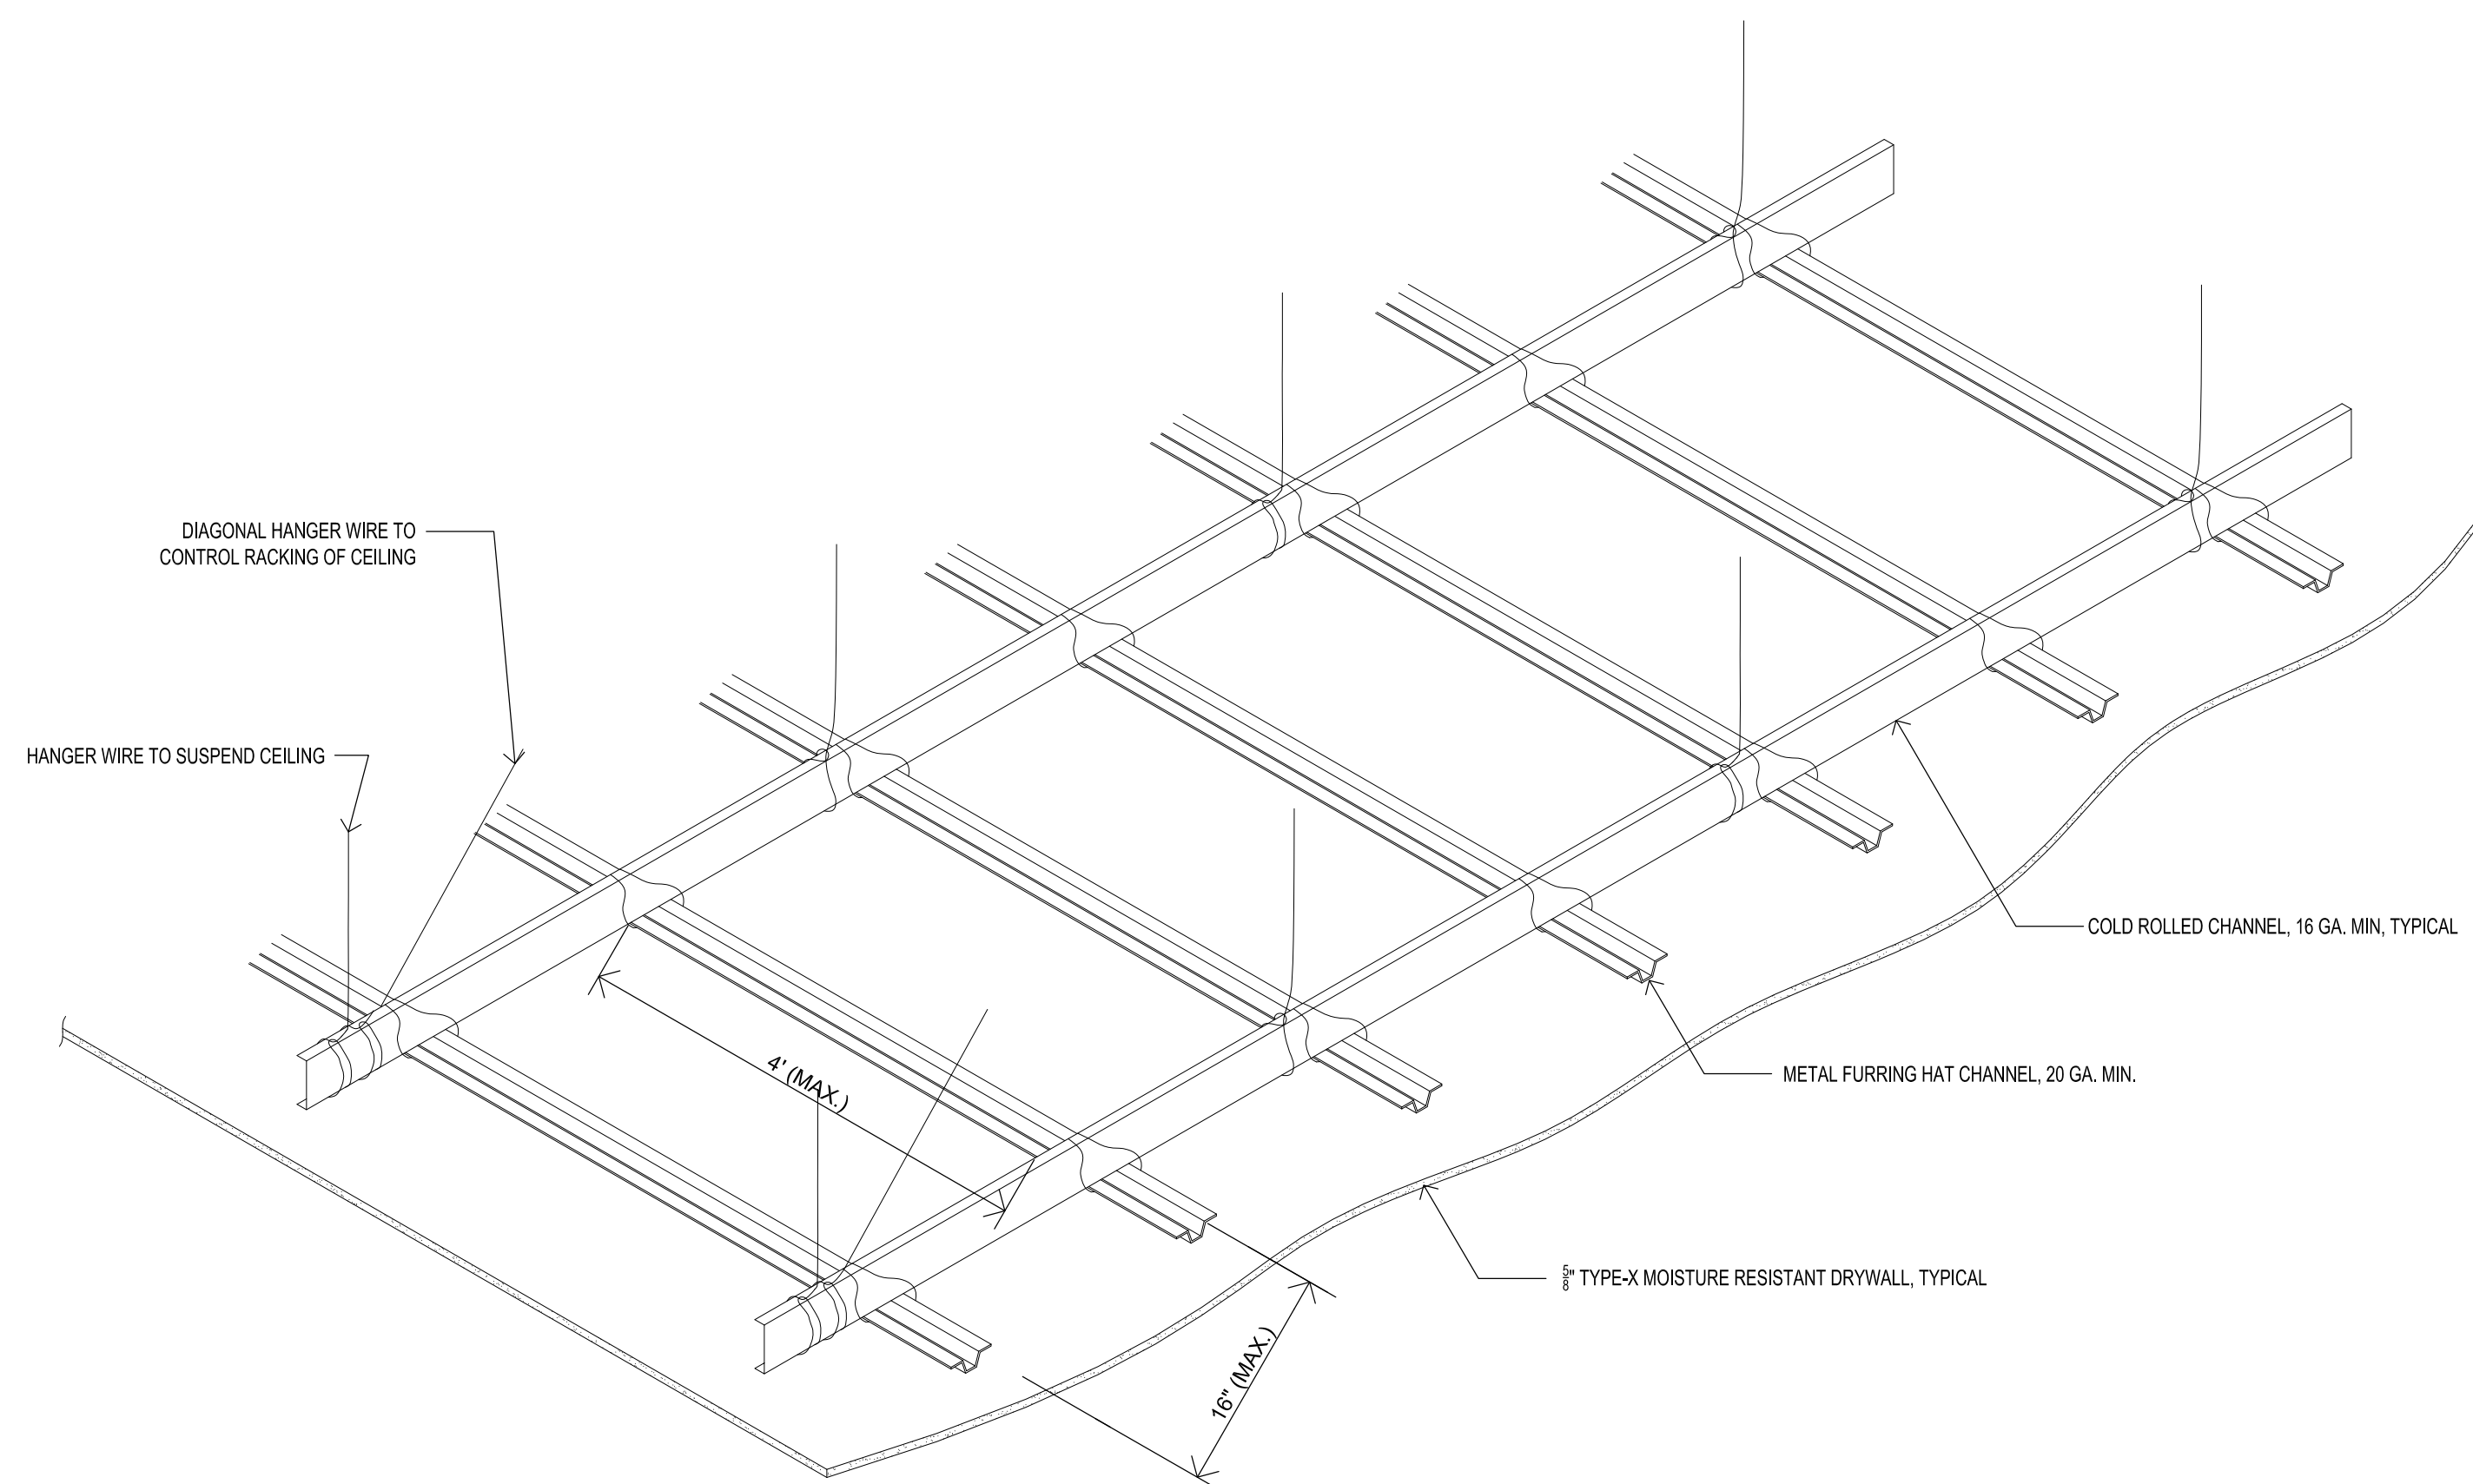 DIAGONAL HANGER WIRE TO
CONTROL RACKING OF CEILING
HANGER WIRE TO SUSPEND CEILING
COLD ROLLED CHANNEL, 16 GA. MIN, TYPICAL
4' (MAX.)
METAL FURRING HAT CHANNEL, 20 GA. MIN.
5/8" TYPE-X MOISTURE RESISTANT DRYWALL, TYPICAL
16" (MAX.)